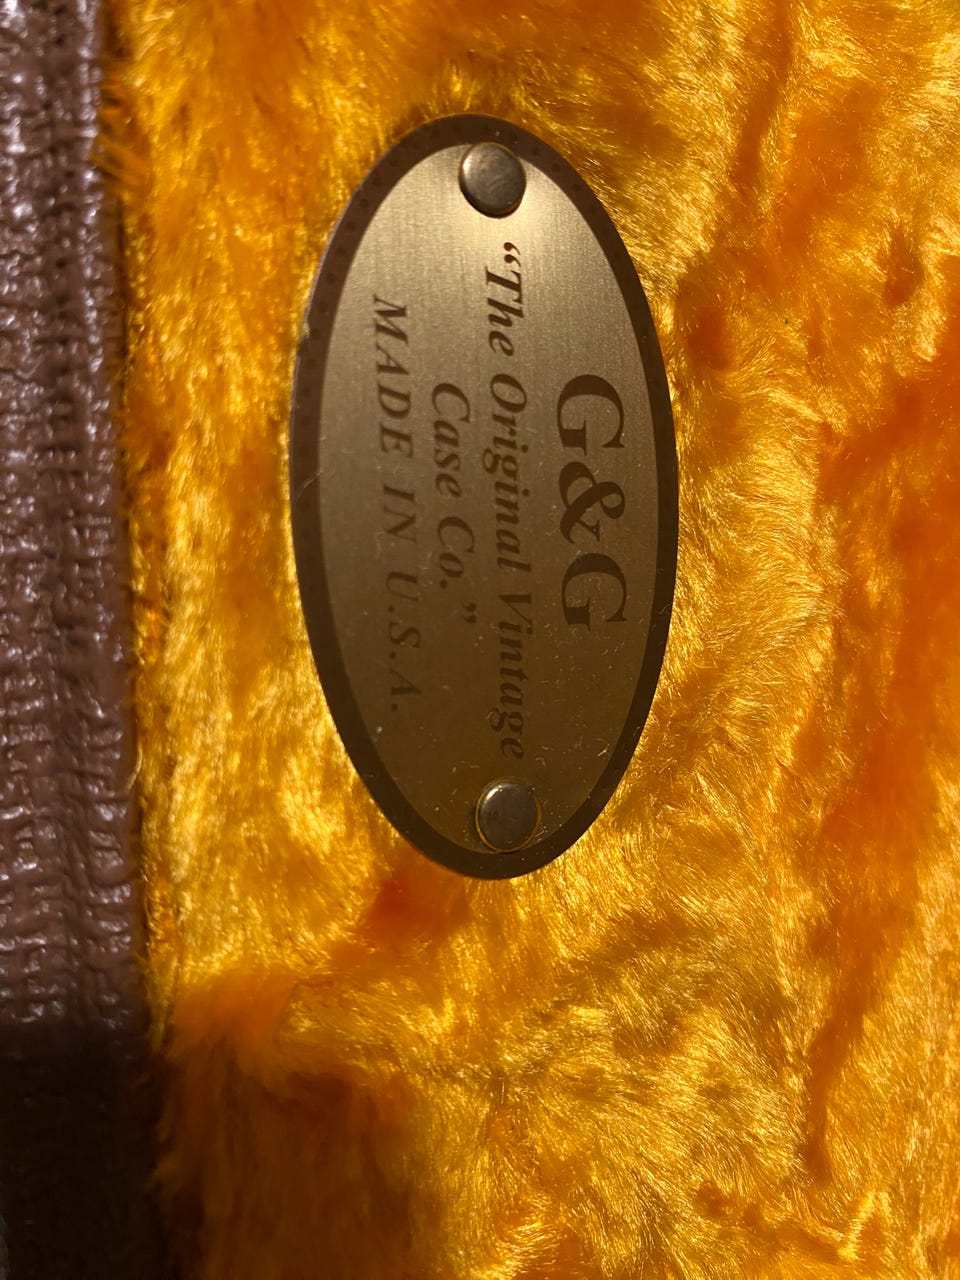 G&G
“The Original Vintage
Case Co.”
MADE IN U.S.A.